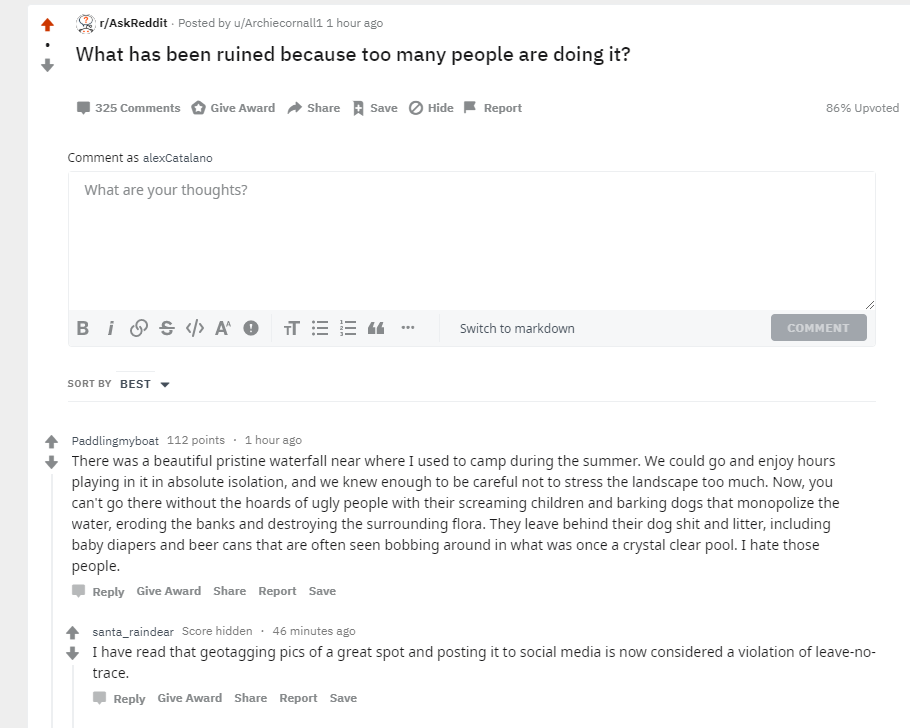 r/AskReddit · Posted by u/Archiecornall1 1 hour ago
What has been ruined because too many people are doing it?
325 Comments Give Award Share Save Hide Report 86% Upvoted
Comment as alexCatalano
What are your thoughts?
B i S </> A^A ! TT ... Switch to markdown COMMENT
SORT BY BEST
Paddlingmyboat 112 points · 1 hour ago
There was a beautiful pristine waterfall near where I used to camp during the summer. We could go and enjoy hours
playing in it in absolute isolation, and we knew enough to be careful not to stress the landscape too much. Now, you
can't go there without the hoards of ugly people with their screaming children and barking dogs that monopolize the
water, eroding the banks and destroying the surrounding flora. They leave behind their dog shit and litter, including
baby diapers and beer cans that are often seen bobbing around in what was once a crystal clear pool. I hate those
people.
Reply Give Award Share Report Save
santa_raindear Score hidden · 46 minutes ago
I have read that geotagging pics of a great spot and posting it to social media is now considered a violation of leave-no-
trace.
Reply Give Award Share Report Save